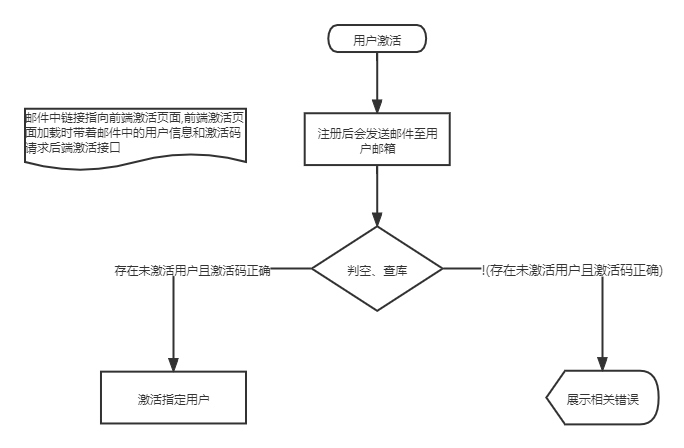 用户激活
邮件中链接指向前端激活页面,前端激活页
面加载时带着邮件中的用户信息和激活码
请求后端激活接口
注册后会发送邮件至用
户邮箱
存在未激活用户且激活码正确
判空、查库
!(存在未激活用户且激活码正确)
激活指定用户
展示相关错误